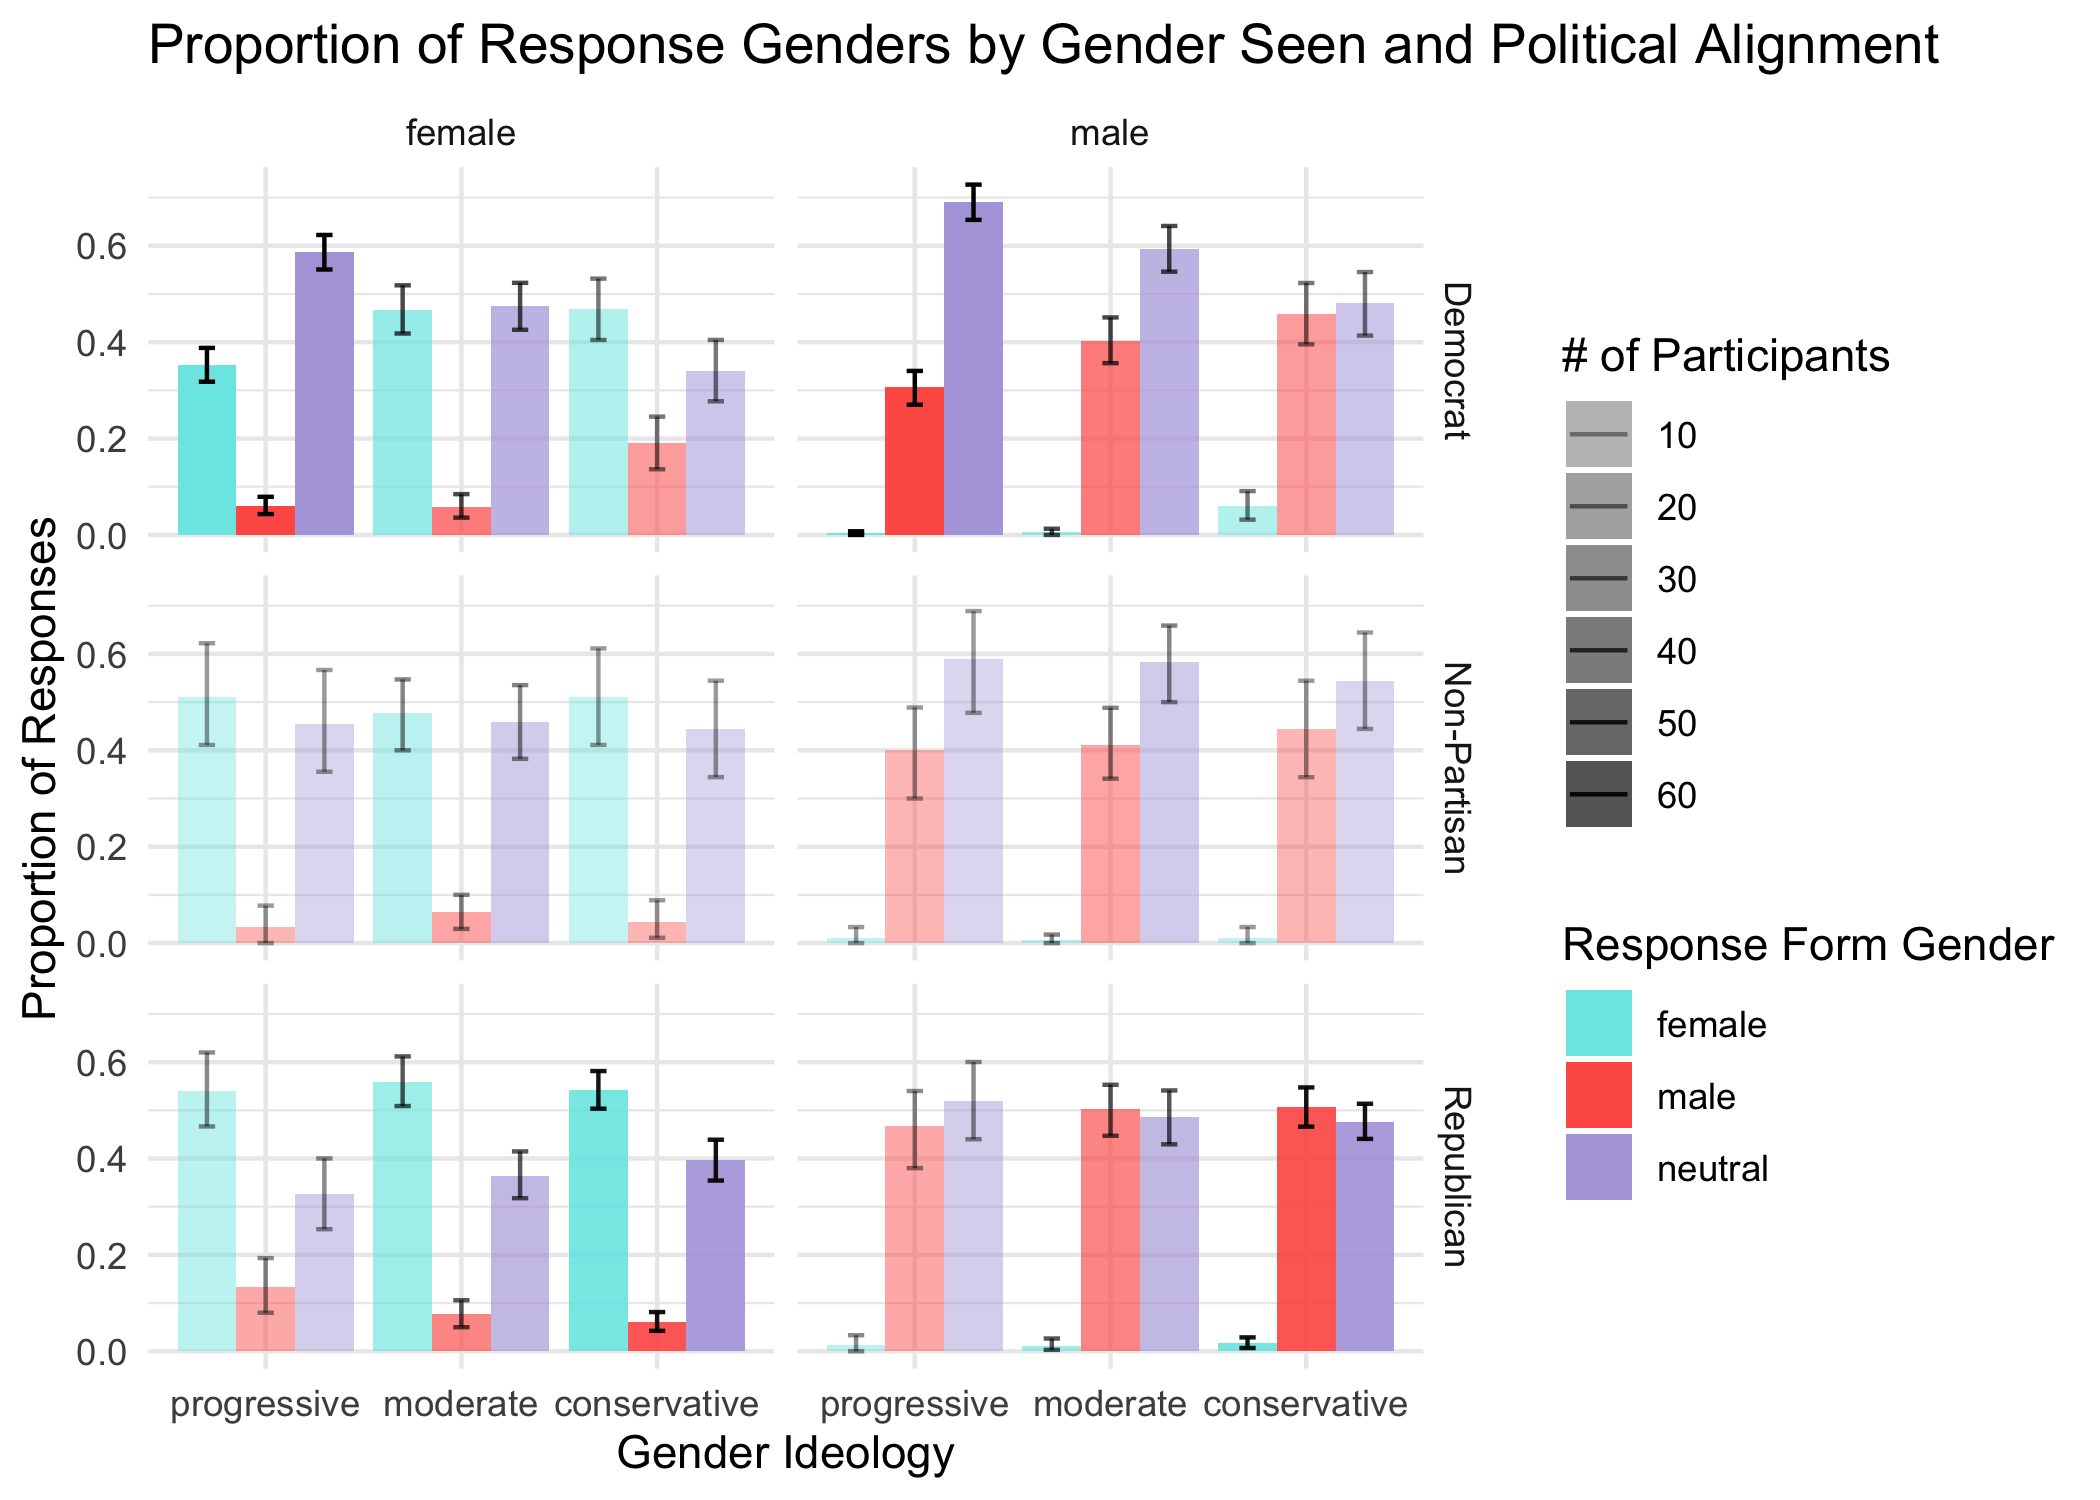 Proportion of Response Genders by Gender Seen and Political Alignment
female
male
0.6
0.4
0.2
0.0
Democrat
0.6
0.4
0.2
0.0
Non-Partisan
0.6
0.4
0.2
0.0
Republican
Proportion of Responses
progressive moderate conservative
progressive moderate conservative
Gender Ideology
# of Participants
10
20
30
40
50
60
Response Form Gender
female
male
neutral